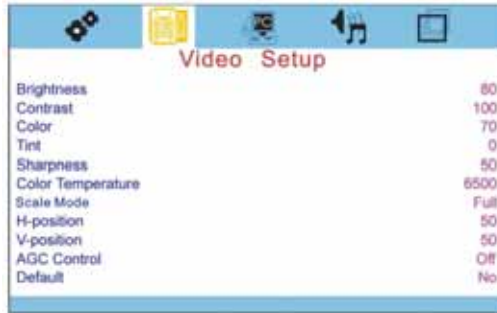 PC
Video Setup
Brightness 80
Contrast 100
Color 70
Tint 0
Sharpness 50
Color Temperature 6500
Scale Mode Full
H-position 50
V-position 50
AGC Control Off
Default No